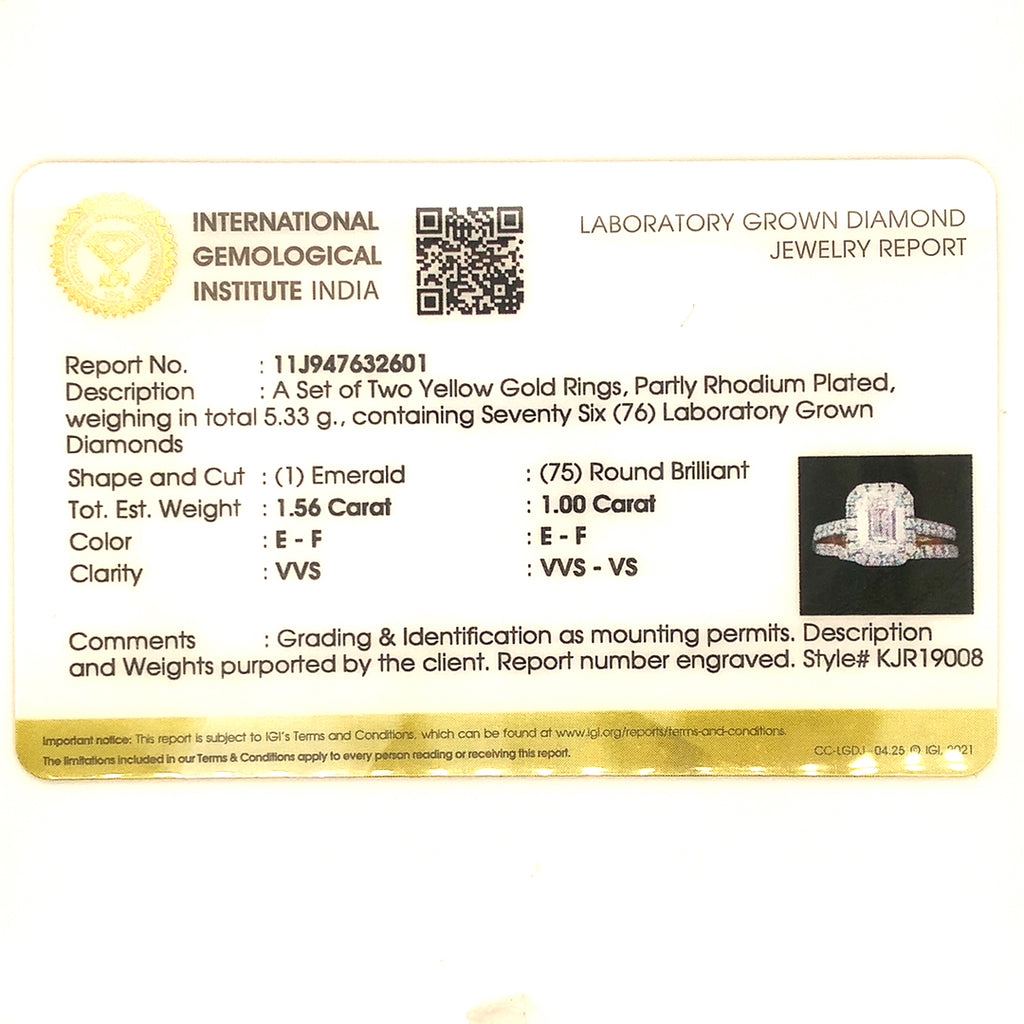 INTERNATIONAL
GEMOLOGICAL
INSTITUTE INDIA
LABORATORY GROWN DIAMOND
JEWELRY REPORT
Report No. : 11J947632601
Description : A Set of Two Yellow Gold Rings, Partly Rhodium Plated,
weighing in total 5.33 g., containing Seventy Six (76) Laboratory Grown
Diamonds
Shape and Cut : (1) Emerald : (75) Round Brilliant
Tot. Est. Weight : 1.56 Carat : 1.00 Carat
Color : E - F : E - F
Clarity : VVS : VVS - VS
Comments : Grading & Identification as mounting permits. Description
and Weights purported by the client. Report number engraved. Style# KJR19008
Important notice: This report is subject to IGI's Terms and Conditions, which can be found at www.igi.org/reports/terms-and-conditions.
The limitations included in our Terms & Conditions apply to every person reading or receiving this report.
CC-LGDJ - 04.25 © IGI, 2021